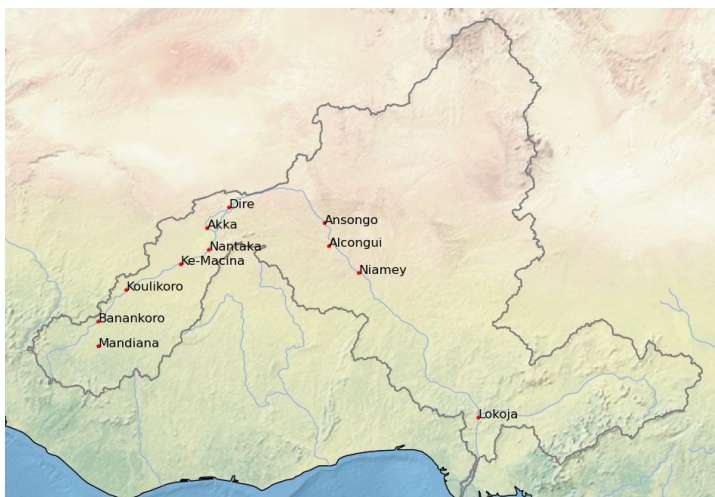 Dire
Ansongo
Akka
Alcongui
Nantaka
Ke-Macina
Niamey
Koulikoro
Banankoro
Mandiana
Lokoja